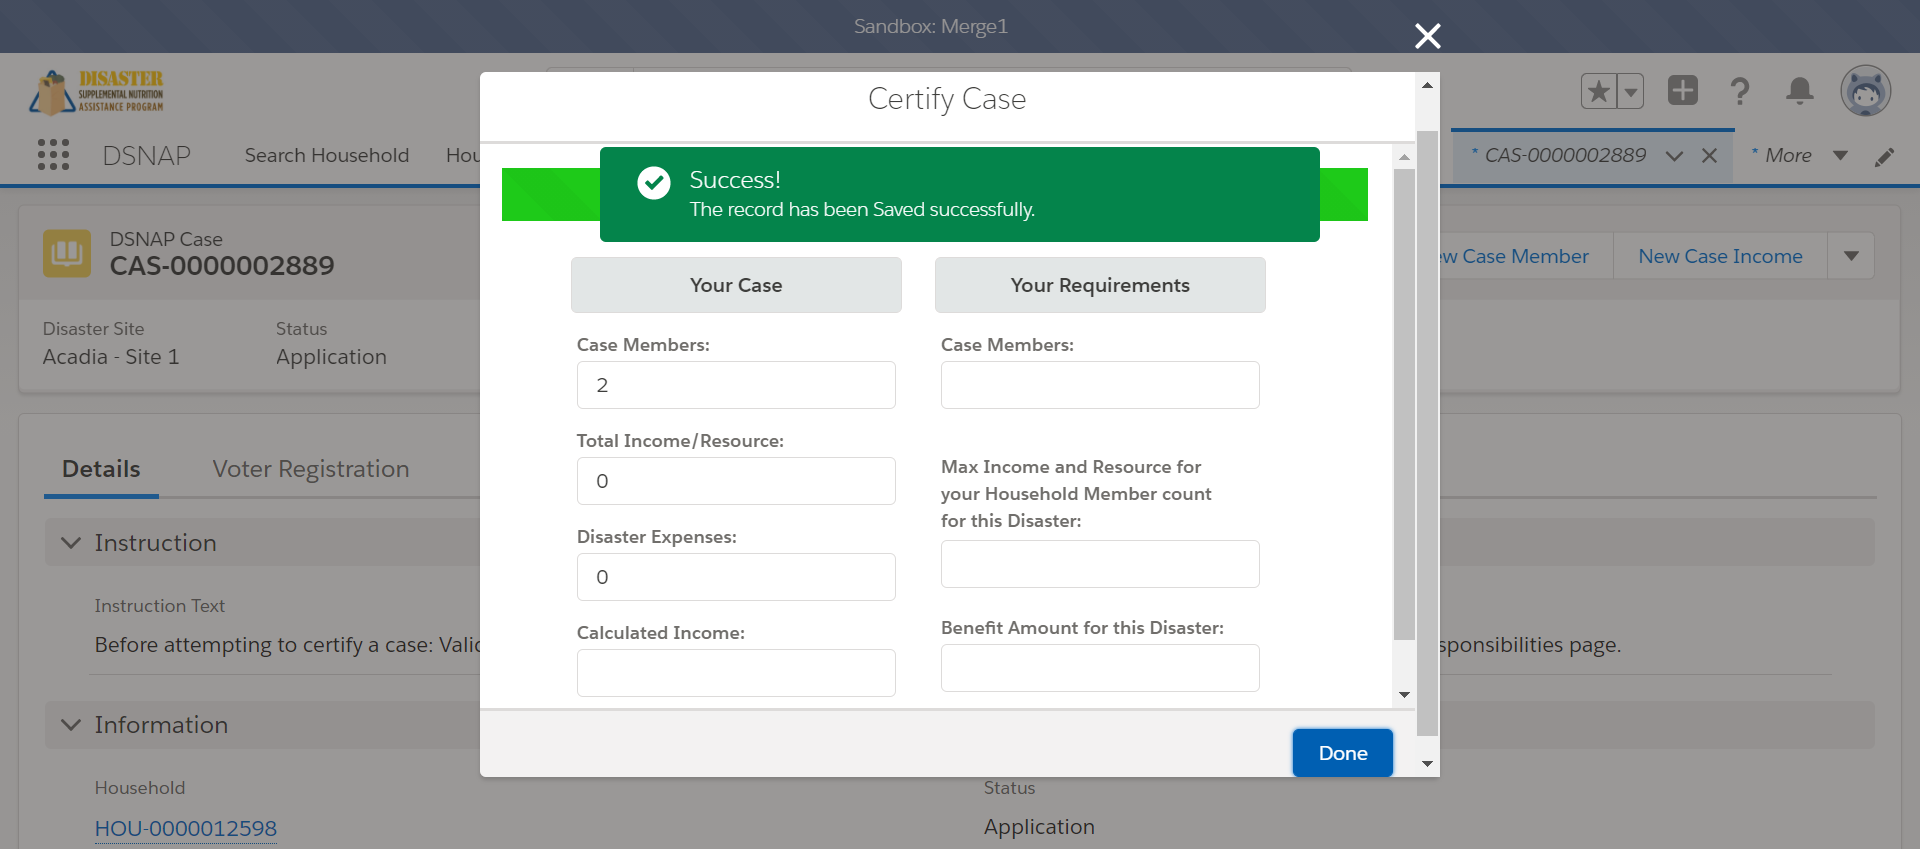 Sandbox: Merge1
DISASTER
SUPPLEMENTAL NUTRITION
ASSISTANCE PROGRAM
DSNAP
Search Household
Hou
* CAS-0000002889
* More
DSNAP Case
CAS-0000002889
Case Member
New Case Income
Disaster Site
Status
Acadia - Site 1
Application
Details
Voter Registration
Instruction
Instruction Text
Before attempting to certify a case: Valid
sponsibilities page.
Information
Household
Status
HOU-0000012598
Application
Certify Case
Success!
The record has been Saved successfully.
Your Case
Your Requirements
Case Members:
2
Total Income/Resource:
0
Disaster Expenses:
0
Calculated Income:
Case Members:
Max Income and Resource for
your Household Member count
for this Disaster:
Benefit Amount for this Disaster:
Done